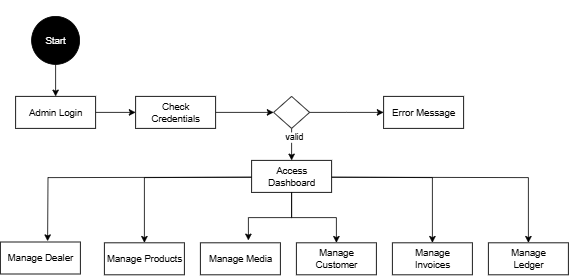 Start
Admin Login
Check
Credentials
Error Message
valid
Access
Dashboard
Manage Dealer
Manage Products
Manage Media
Manage
Customer
Manage
Invoices
Manage
Ledger